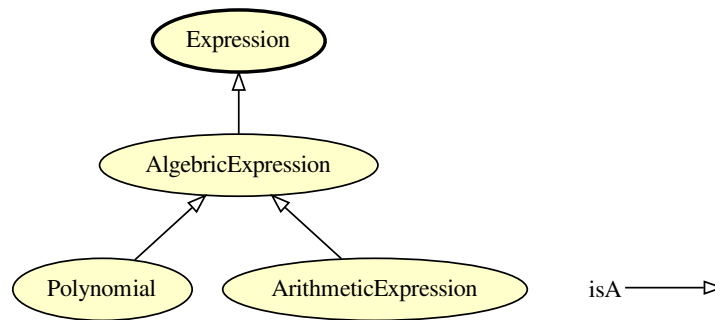 Expression
AlgebricExpression
Polynomial
ArithmeticExpression
isA